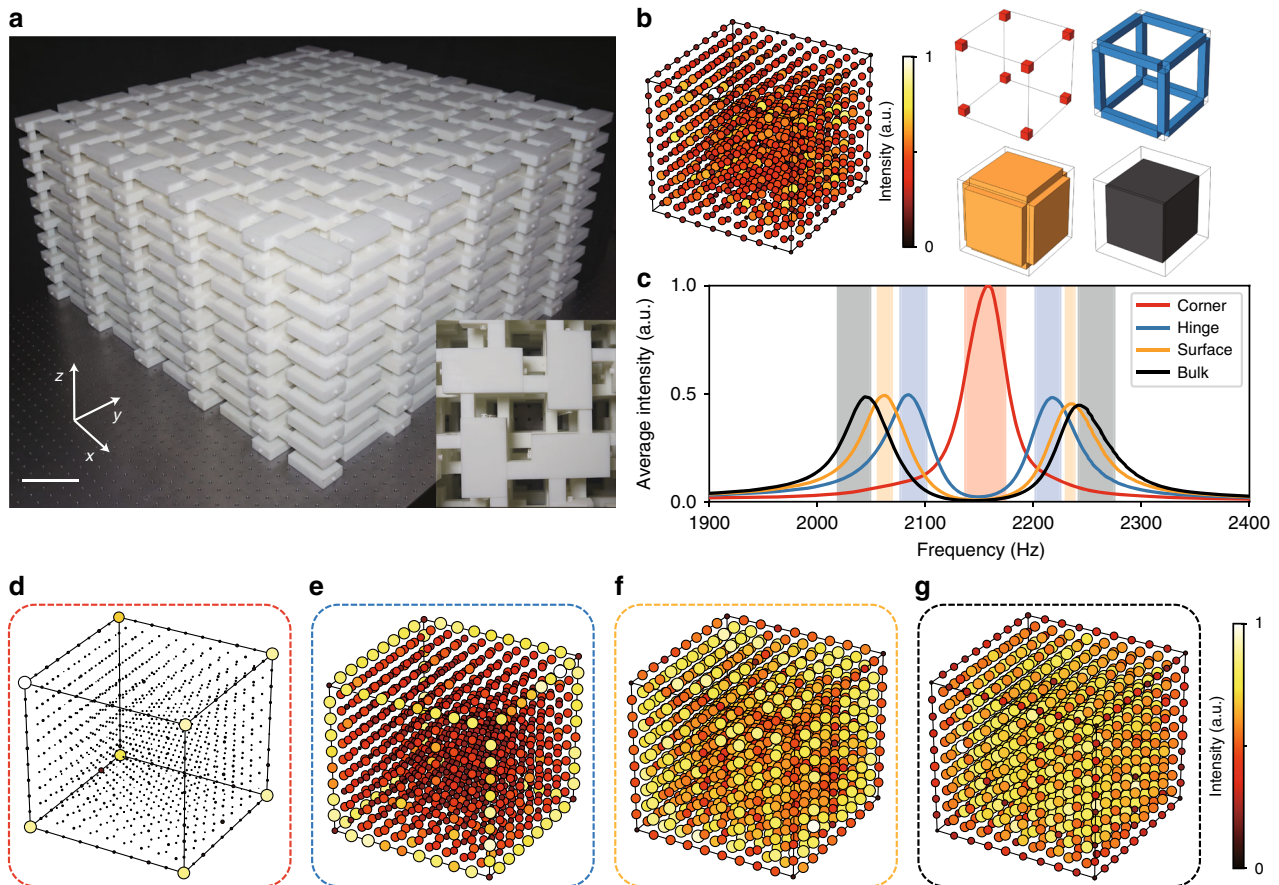 a
z
y
x
b
1
Intensity (a.u.)
0
c
1.0
0.5
0.0
Average intensity (a.u.)
1900 2000 2100 2200 2300 2400
Frequency (Hz)
Corner
Hinge
Surface
Bulk
d
e
f
g
1
Intensity (a.u.)
0